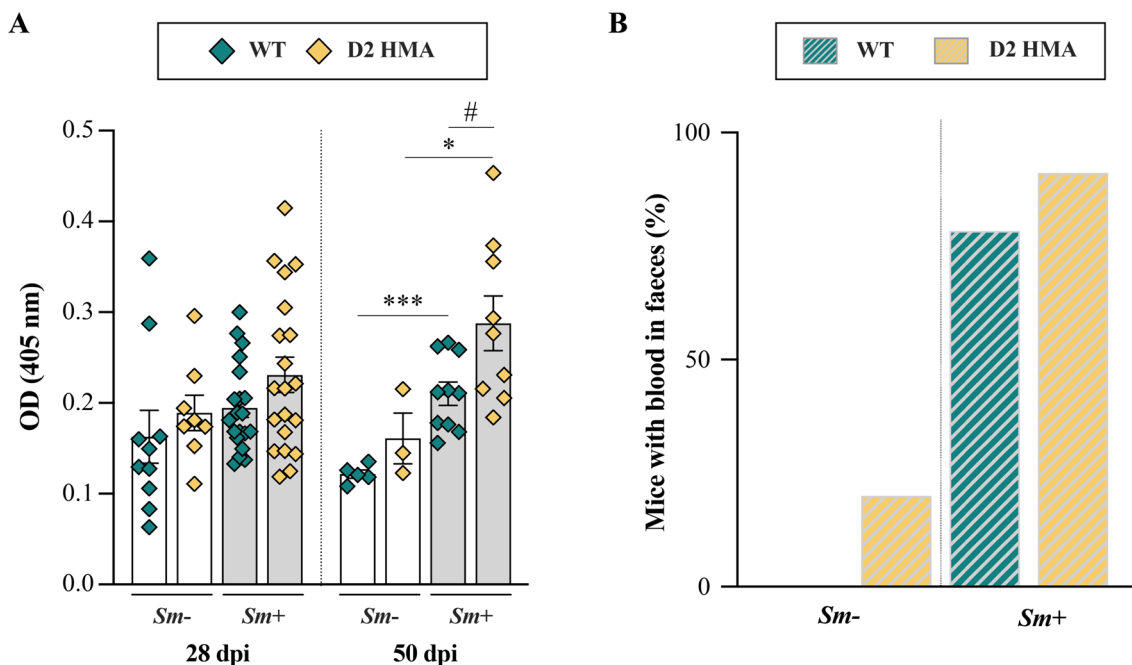 A
WT D2 HMA
OD (405 nm)
0.5
0.4
0.3
0.2
0.1
0.0
#
*
***
Sm- Sm+ Sm- Sm+
28 dpi 50 dpi
B
WT D2 HMA
Mice with blood in faeces (%)
100
50
0
Sm- Sm+